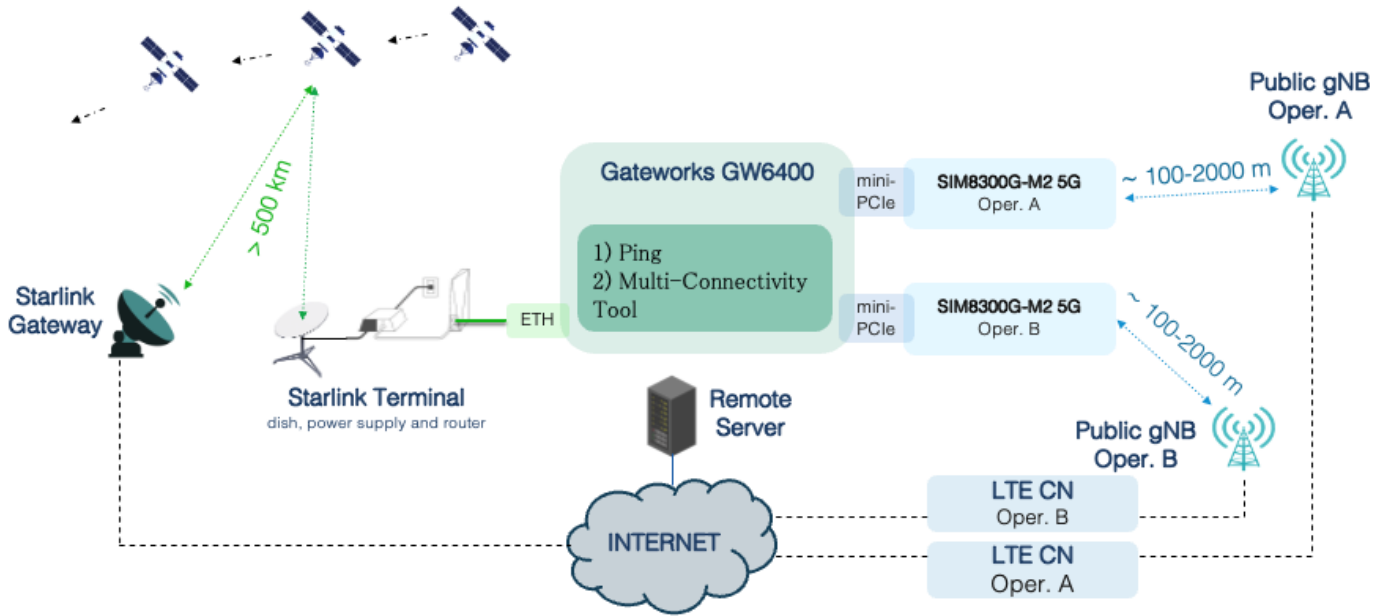 Public gNB
Oper. A
> 500 km
Gateworks GW6400
mini-
PCIe
SIM8300G-M2 5G
Oper. A
~ 100-2000 m
1) Ping
2) Multi-Connectivity
Tool
Starlink
Gateway
ETH
mini-
PCIe
SIM8300G-M2 5G
Oper. B
~ 100-2000 m
Starlink Terminal
dish, power supply and router
Remote
Server
Public gNB
Oper. B
LTE CN
Oper. B
INTERNET
LTE CN
Oper. A